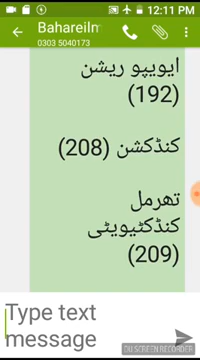 12:11 PM
Bahareilm
0303 5040173
ایویپو ریشن
(192)
کنڈکشن (208)
تھرمل
کنڈکٹیویٹی
(209)
Type text
message
DU SCREEN RECORDER